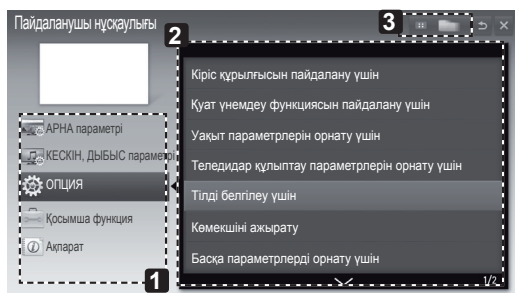 Пайдаланушы нұсқаулығы
3
2
Кіріс құрылғысын пайдалану үшін
Қуат үнемдеу функциясын пайдалану үшін
Уақыт параметрлерін орнату үшін
Теледидар құлыптау параметрлерін орнату үшін
Тілді белгілеу үшін
Көмекшіні ажырату
Басқа параметрлерді орнату үшін
1/2
АРНА параметрі
КЕСКІН, ДЫБЫС параметрі
ОПЦИЯ
Қосымша функция
Ақпарат
1